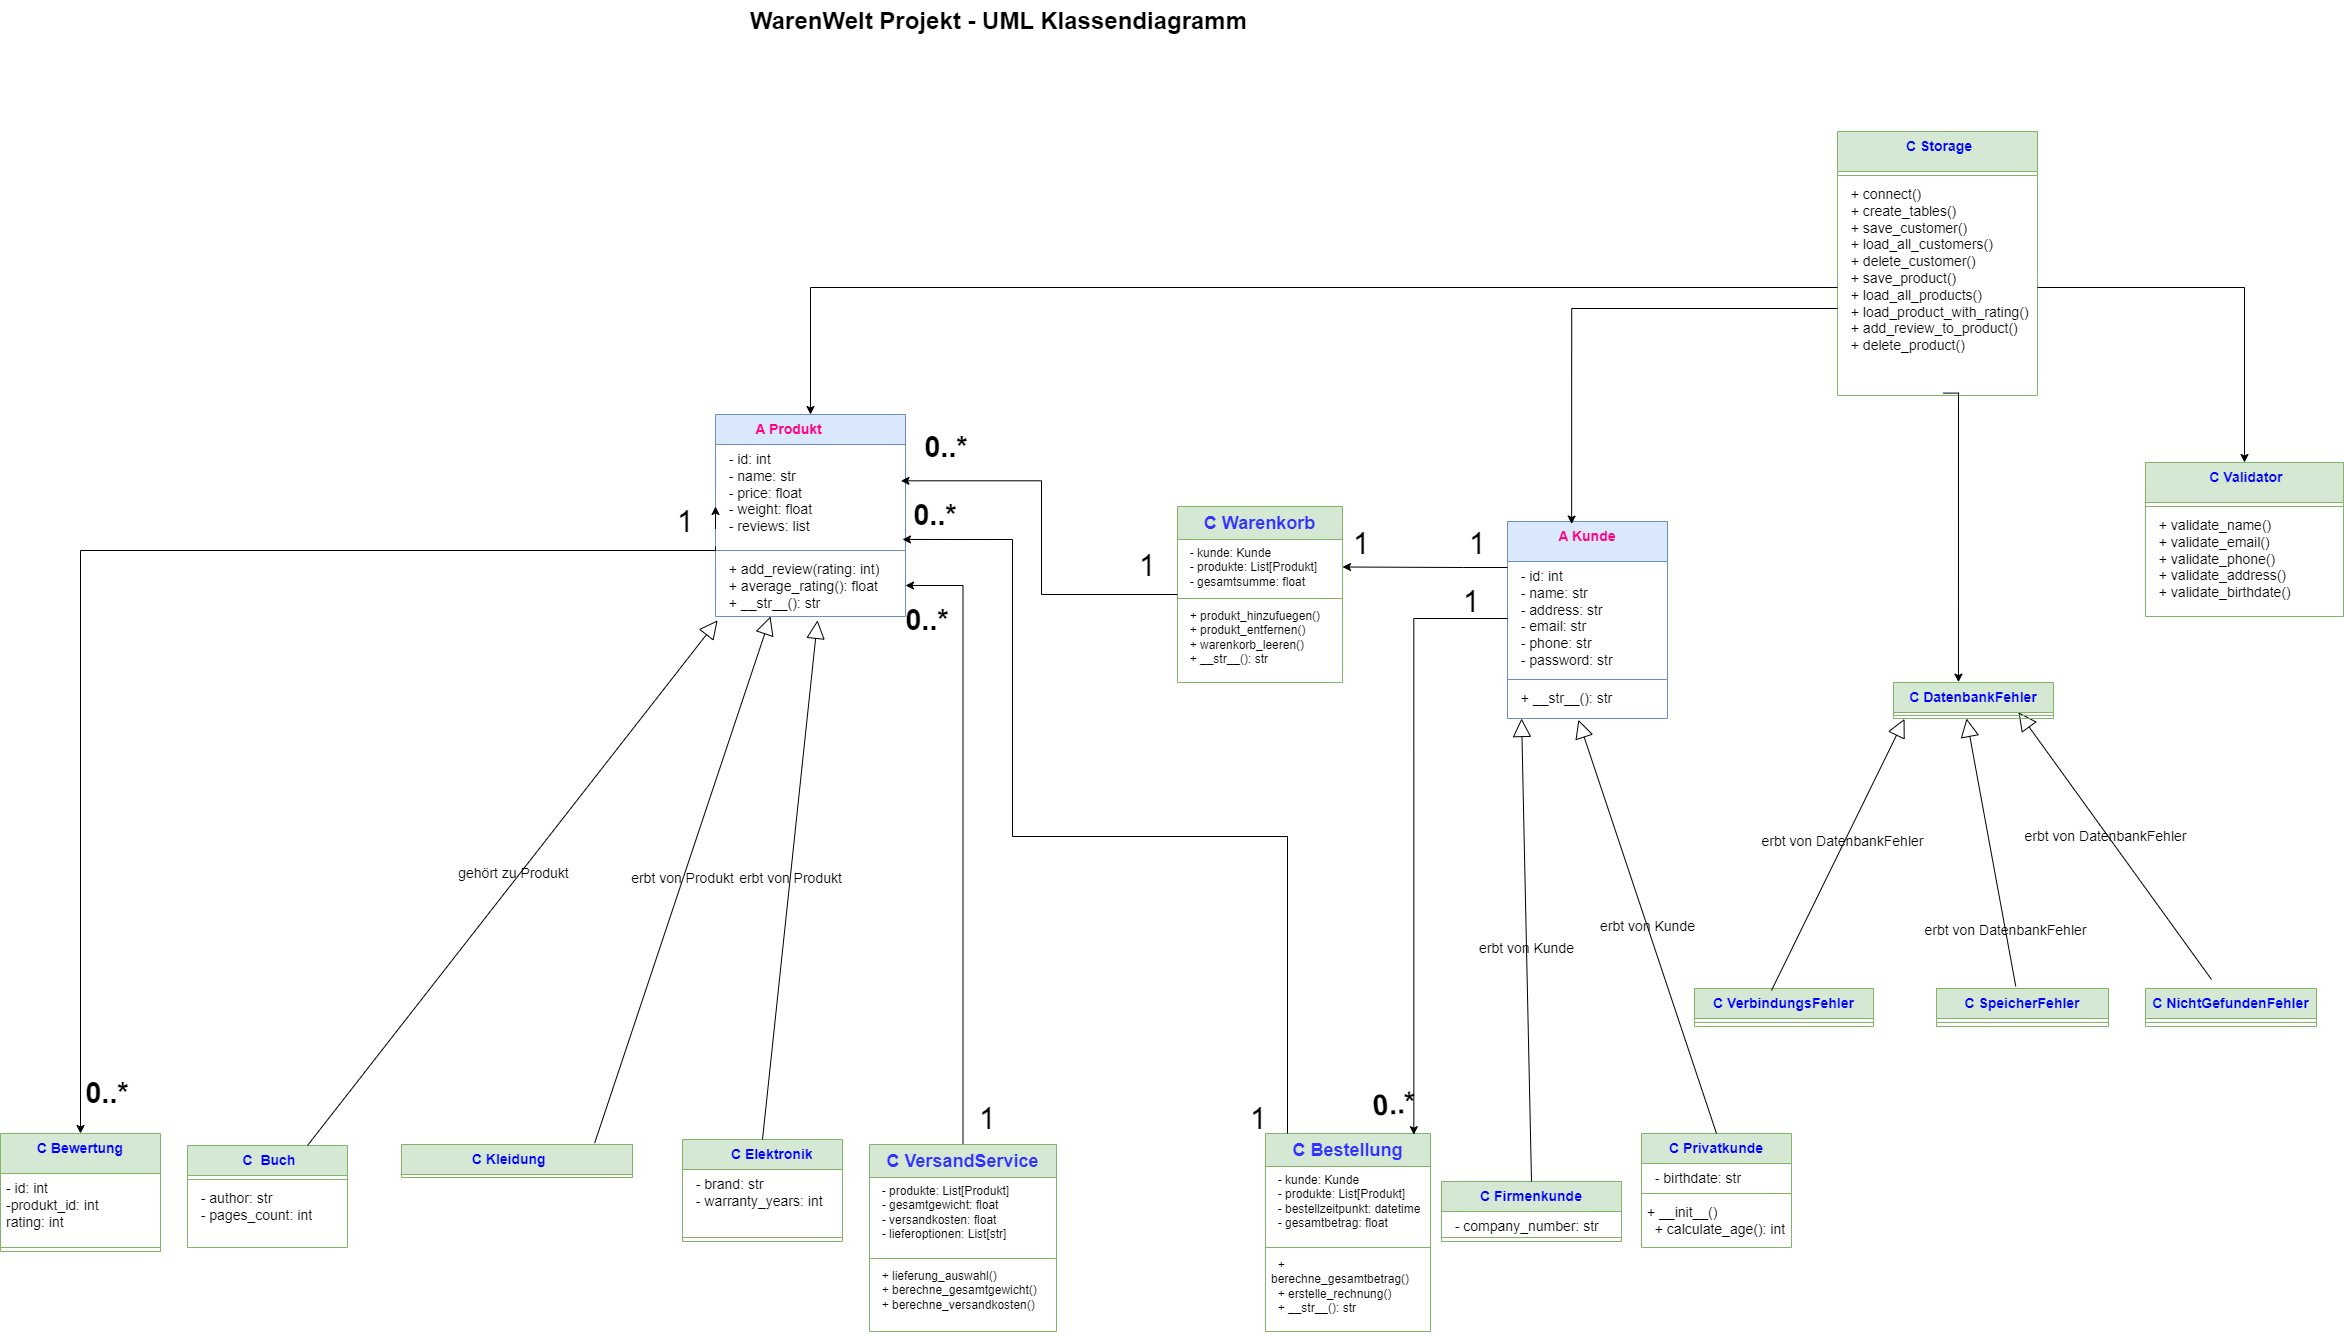 WarenWelt Projekt - UML Klassendiagramm
C Storage
+ connect()
+ create_tables()
+ save_customer()
+ load_all_customers()
+ delete_customer()
+ save_product()
+ load_all_products()
+ load_product_with_rating()
+ add_review_to_product()
+ delete_product()
A Produkt
- id: int
- name: str
- price: float
- weight: float
- reviews: list
+ add_review(rating: int)
+ average_rating(): float
+ __str__(): str
1
0..*
0..*
0..*
C Warenkorb
- kunde: Kunde
- produkte: List[Produkt]
- gesamtsumme: float
+ produkt_hinzufuegen()
+ produkt_entfernen()
+ warenkorb_leeren()
+ __str__(): str
1
1
1
1
A Kunde
- id: int
- name: str
- address: str
- email: str
- phone: str
- password: str
+ __str__(): str
C Validator
+ validate_name()
+ validate_email()
+ validate_phone()
+ validate_address()
+ validate_birthdate()
C DatenbankFehler
gehört zu Produkt
erbt von Produkt
erbt von Produkt
erbt von Kunde
erbt von Kunde
erbt von DatenbankFehler
erbt von DatenbankFehler
erbt von DatenbankFehler
C VerbindungsFehler
C SpeicherFehler
C NichtGefundenFehler
0..*
C Bewertung
- id: int
-produkt_id: int
rating: int
C Buch
- author: str
- pages_count: int
C Kleidung
C Elektronik
- brand: str
- warranty_years: int
1
C VersandService
- produkte: List[Produkt]
- gesamtgewicht: float
- versandkosten: float
- lieferoptionen: List[str]
+ lieferung_auswahl()
+ berechne_gesamtgewicht()
+ berechne_versandkosten()
1
0..*
C Bestellung
- kunde: Kunde
- produkte: List[Produkt]
- bestellzeitpunkt: datetime
- gesamtbetrag: float
+
berechne_gesamtbetrag()
+ erstelle_rechnung()
+ __str__(): str
C Firmenkunde
- company_number: str
C Privatkunde
- birthdate: str
+ __init__()
+ calculate_age(): int